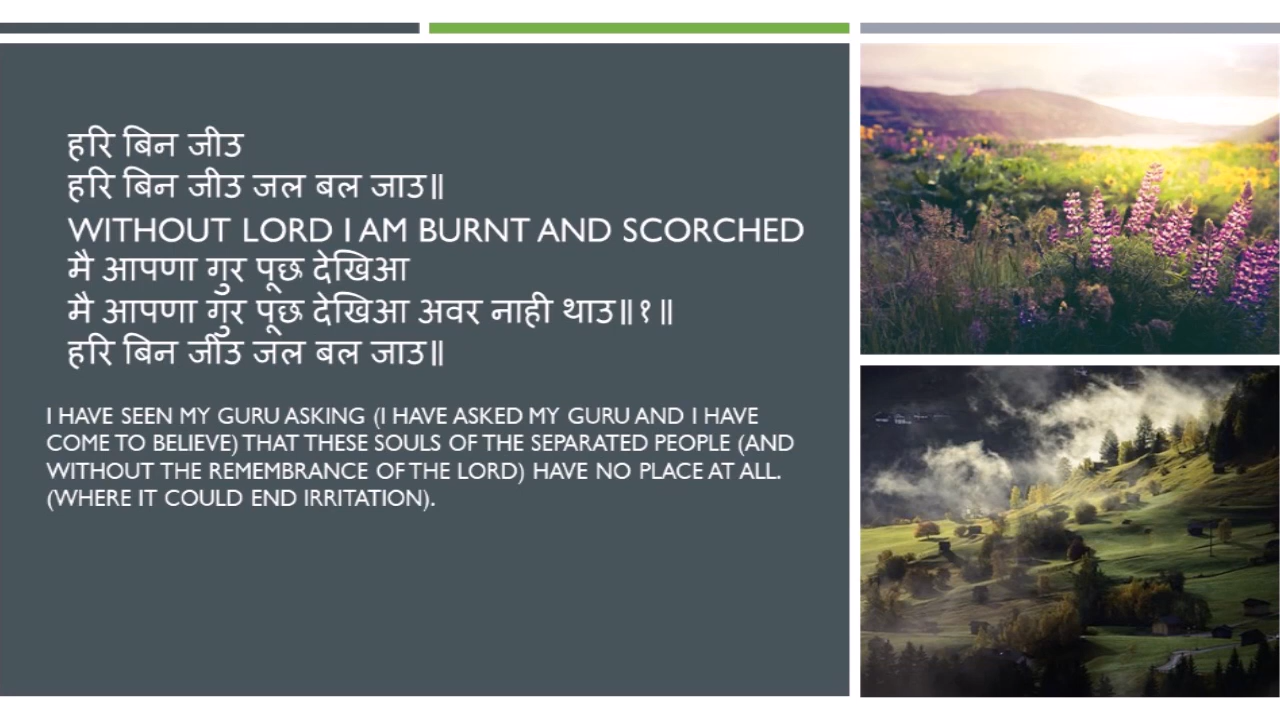 हरि बिन जीउ
हरि बिन जीउ जल बल जाउ॥
WITHOUT LORD I AM BURNT AND SCORCHED
मै आपणा गुर पूछ देखिआ
मै आपणा गुर पूछ देखिआ अवर नाही थाउ॥१॥
हरि बिन जीउ जल बल जाउ॥
I HAVE SEEN MY GURU ASKING (I HAVE ASKED MY GURU AND I HAVE
COME TO BELIEVE) THAT THESE SOULS OF THE SEPARATED PEOPLE (AND
WITHOUT THE REMEMBRANCE OF THE LORD) HAVE NO PLACE AT ALL.
(WHERE IT COULD END IRRITATION).